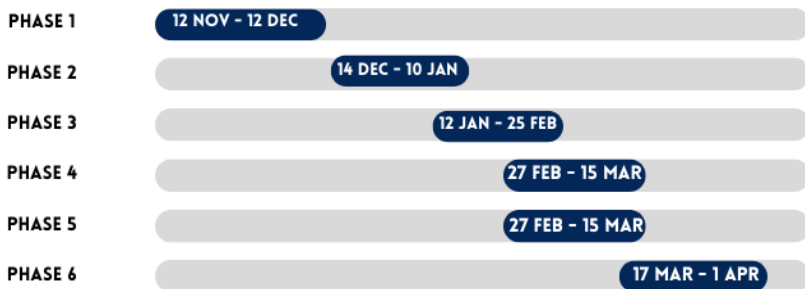 PHASE 1 12 NOV - 12 DEC
PHASE 2 14 DEC - 10 JAN
PHASE 3 12 JAN - 25 FEB
PHASE 4 27 FEB - 15 MAR
PHASE 5 27 FEB - 15 MAR
PHASE 6 17 MAR - 1 APR